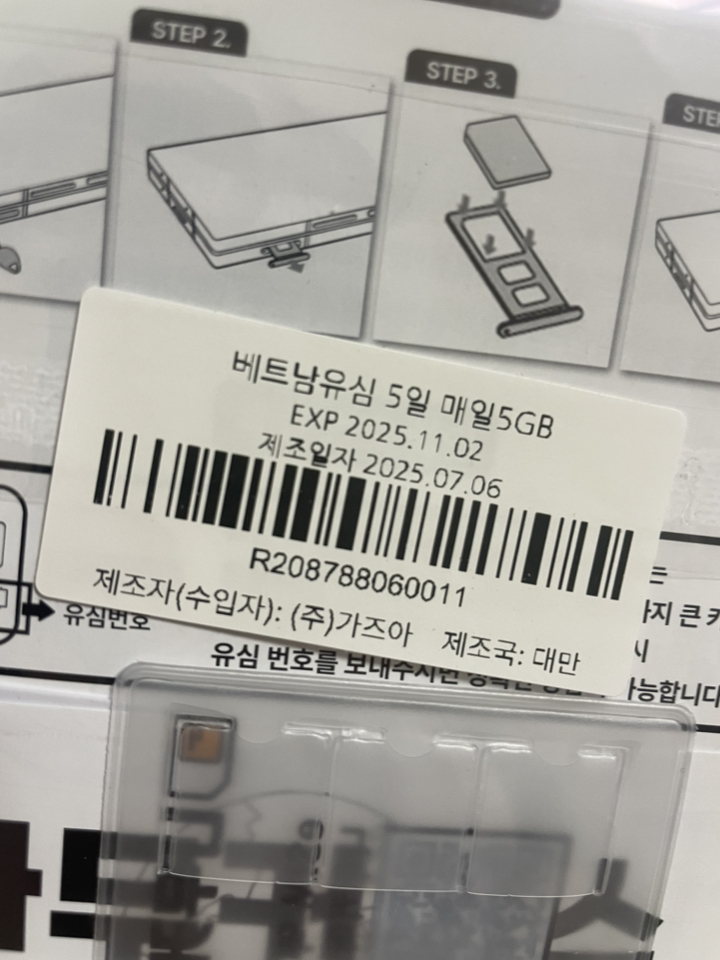 STEP 2.
STEP 3.
베트남유심 5일 매일5GB
EXP 2025.11.02
제조일자 2025.07.06
R208788060011
제조자(수입자): (주)가즈아 제조국: 대만
유심번호
유심 번호를 보내주시면